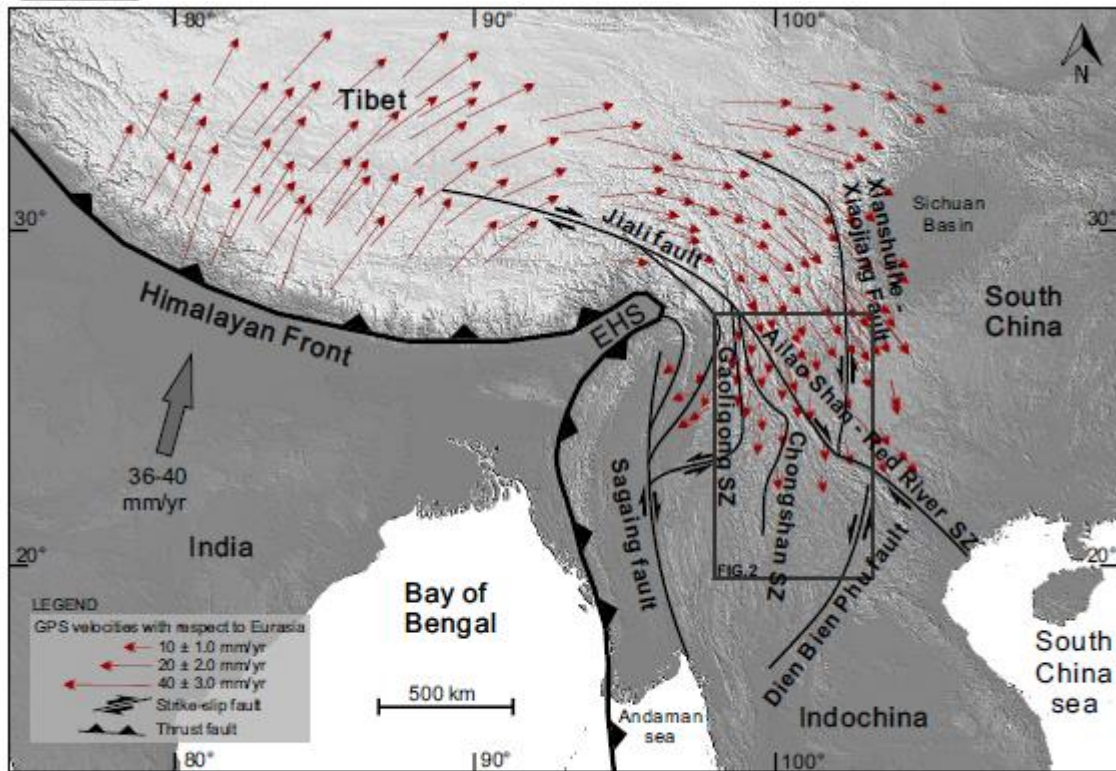 80°
90°
100°
N
Tibet
30°
30°
Jiali fault
Xianshuihe -
Xiaojiang Fault
Sichuan
Basin
South
China
Himalayan Front
EHS
Gaoligong SZ
Ailao Shan - Red River SZ
Chongshan SZ
Sagaing fault
36-40
mm/yr
India
20°
20°
FIG.2
Dien Bien Phu fault
Bay of
Bengal
LEGEND
GPS velocities with respect to Eurasia
10 ± 1.0 mm/yr
20 ± 2.0 mm/yr
40 ± 3.0 mm/yr
Strike-slip fault
Thrust fault
500 km
Andaman
sea
Indochina
South
China
sea
80°
90°
100°